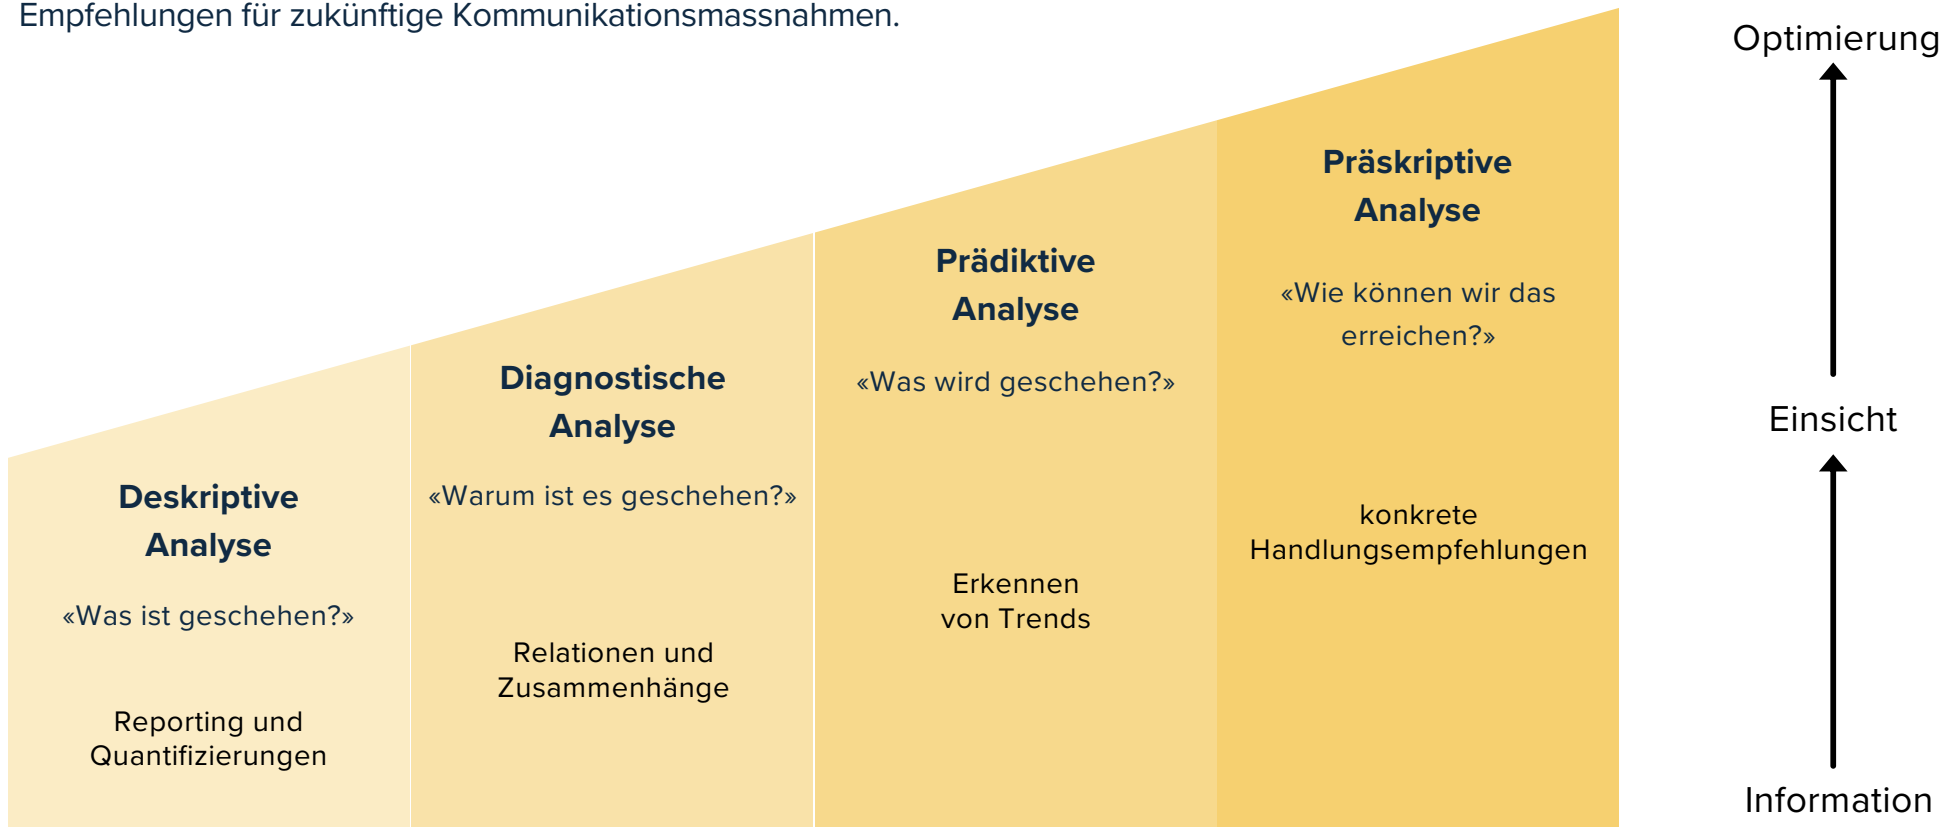 Empfehlungen für zukünftige Kommunikationsmassnahmen.
Deskriptive
Analyse
«Was ist geschehen?»
Reporting und
Quantifizierungen
Diagnostische
Analyse
«Warum ist es geschehen?»
Relationen und
Zusammenhänge
Prädiktive
Analyse
«Was wird geschehen?»
Erkennen
von Trends
Präskriptive
Analyse
«Wie können wir das
erreichen?»
konkrete
Handlungsempfehlungen
Optimierung
Einsicht
Information